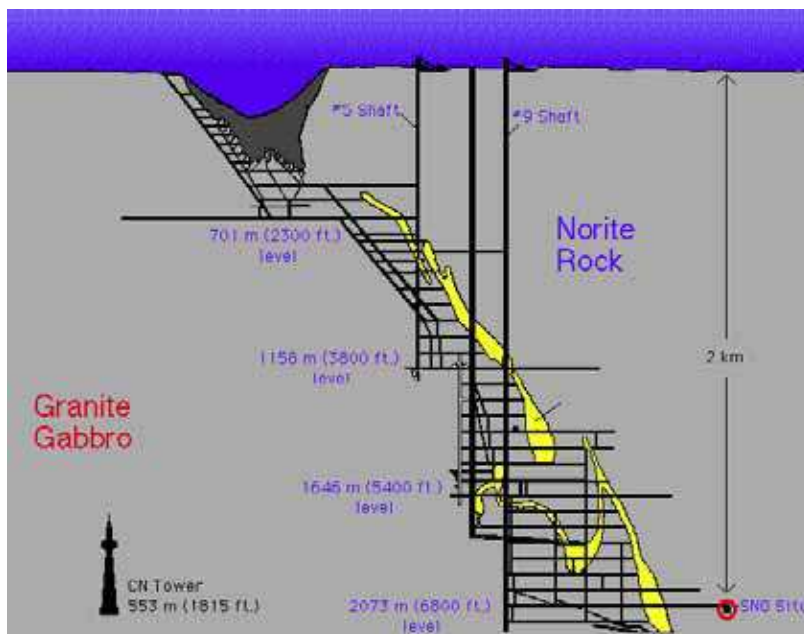 #5 Shaft
#9 Shaft
701 m (2300 ft.)
level
Norite
Rock
1158 m (3800 ft.)
level
2 km
Granite
Gabbro
1646 m (5400 ft.)
level
CN Tower
553 m (1815 ft.)
2073 m (6800 ft.)
level
SNO Site